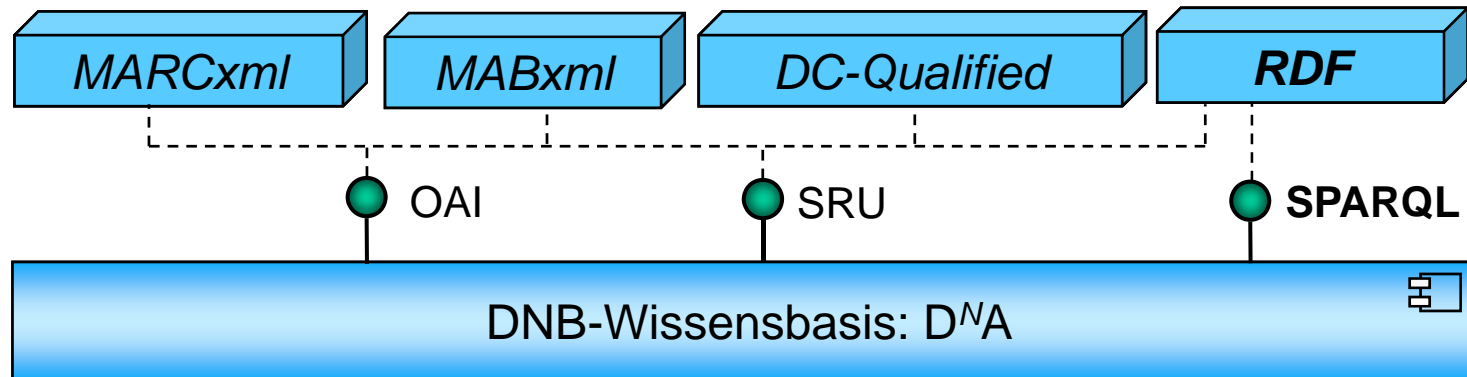 MARCxml
MABxml
DC-Qualified
RDF
OAI
SRU
SPARQL
DNB-Wissensbasis: DᴺA